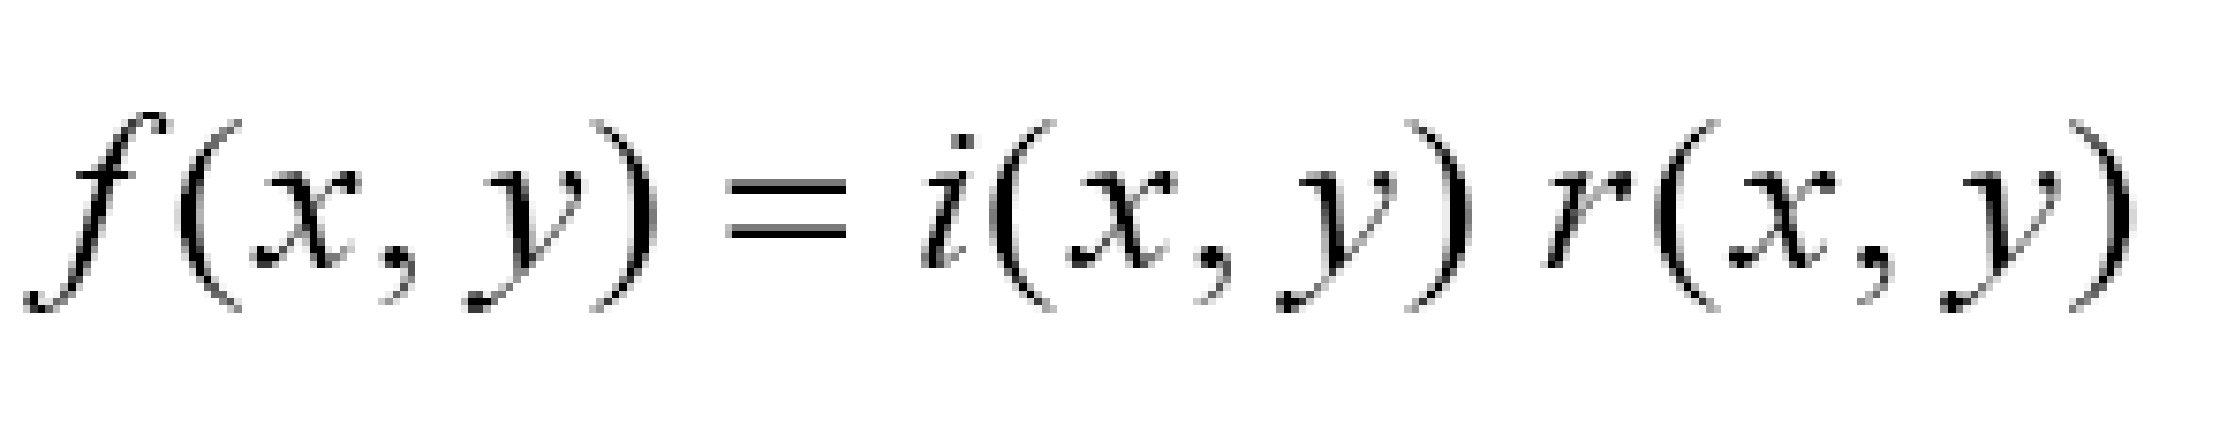 f(x, y) = i(x, y) r(x, y)